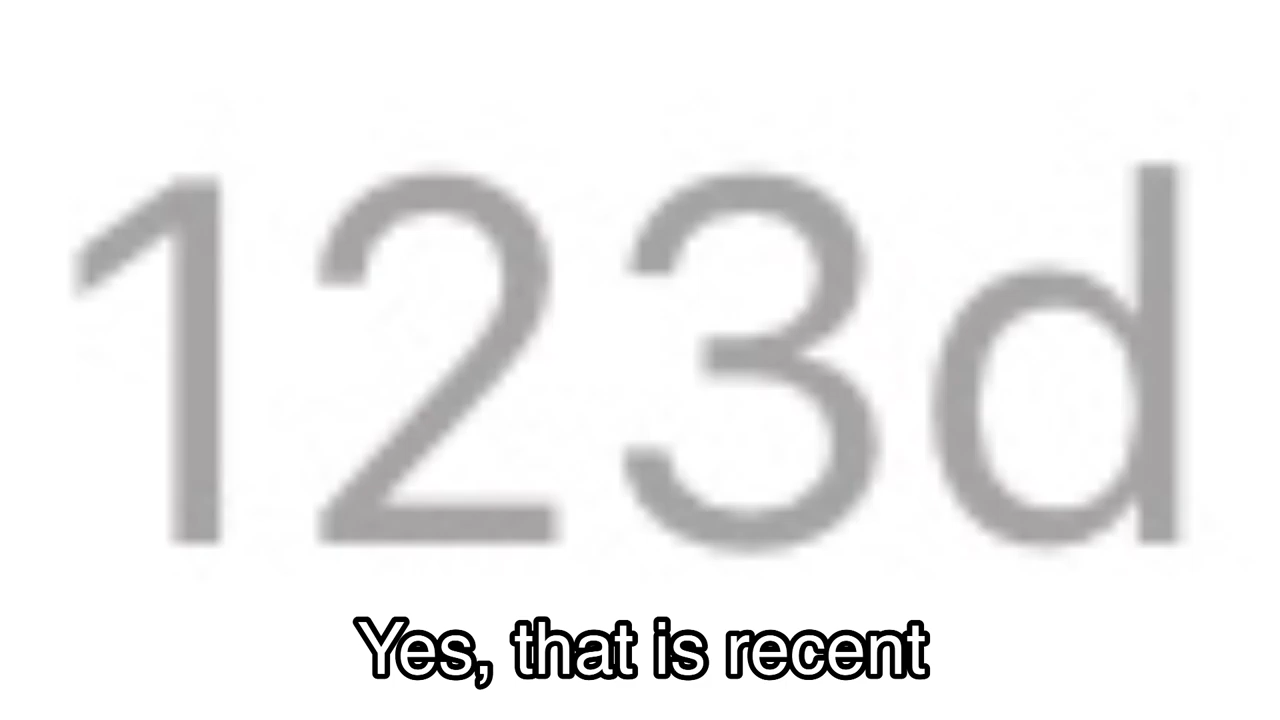 123d
Yes, that is recent